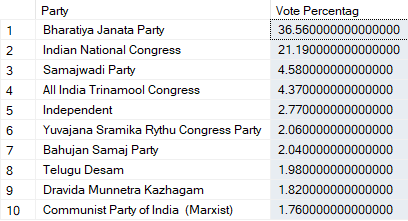 Party Vote Percentag
1 Bharatiya Janata Party 36.560000000000000
2 Indian National Congress 21.190000000000000
3 Samajwadi Party 4.580000000000000
4 All India Trinamool Congress 4.370000000000000
5 Independent 2.770000000000000
6 Yuvajana Sramika Rythu Congress Party 2.060000000000000
7 Bahujan Samaj Party 2.040000000000000
8 Telugu Desam 1.980000000000000
9 Dravida Munnetra Kazhagam 1.820000000000000
10 Communist Party of India (Marxist) 1.760000000000000